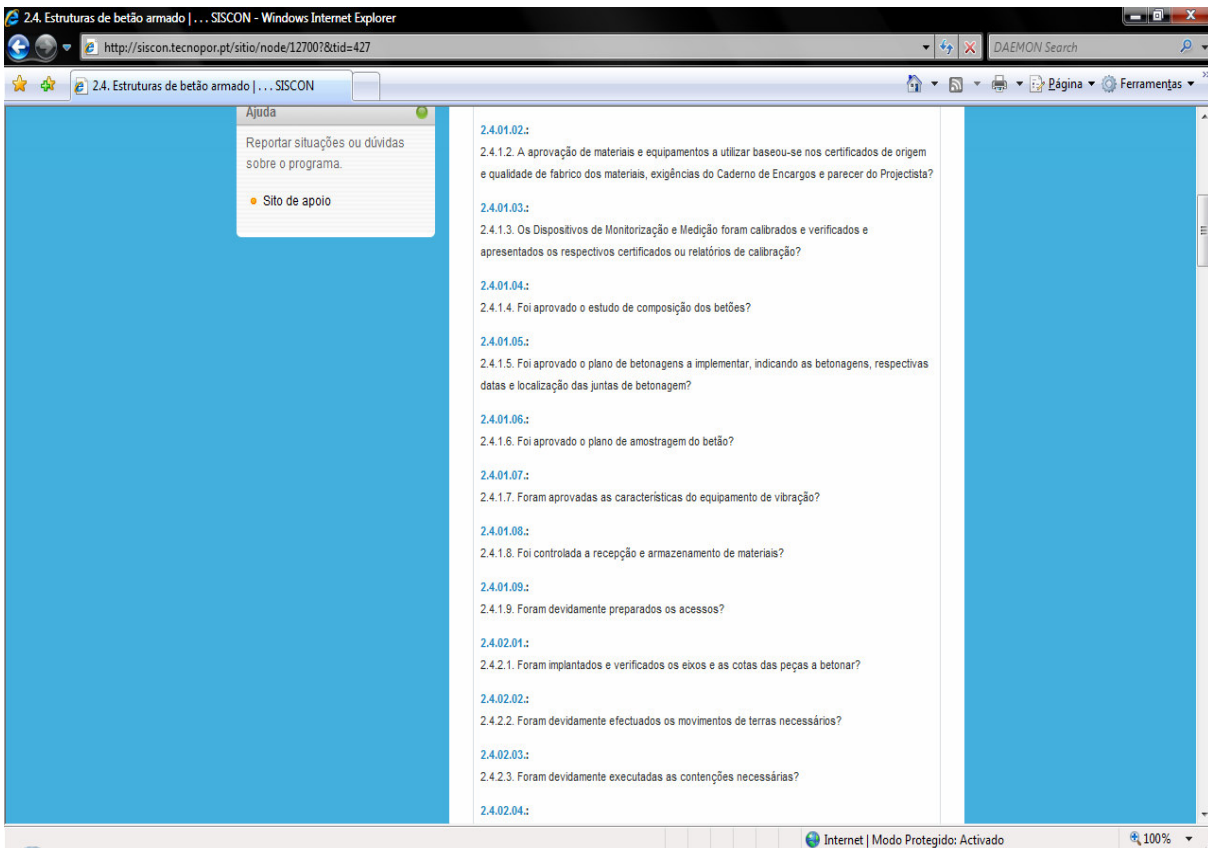 2.4. Estruturas de betão armado | . . . SISCON - Windows Internet Explorer
http://siscon.tecnopor.pt/sitio/node/12700?&tid=427
DAEMON Search
2.4. Estruturas de betão armado | . . . SISCON
Página
Ferramentas
Ajuda
Reportar situações ou dúvidas
sobre o programa.
Sito de apoio
2.4.01.02.:
2.4.1.2. A aprovação de materiais e equipamentos a utilizar baseou-se nos certificados de origem
e qualidade de fabrico dos materiais, exigências do Caderno de Encargos e parecer do Projectista?
2.4.01.03.:
2.4.1.3. Os Dispositivos de Monitorização e Medição foram calibrados e verificados e
apresentados os respectivos certificados ou relatórios de calibração?
2.4.01.04.:
2.4.1.4. Foi aprovado o estudo de composição dos betões?
2.4.01.05.:
2.4.1.5. Foi aprovado o plano de betonagens a implementar, indicando as betonagens, respectivas
datas e localização das juntas de betonagem?
2.4.01.06.:
2.4.1.6. Foi aprovado o plano de amostragem do betão?
2.4.01.07.:
2.4.1.7. Foram aprovadas as características do equipamento de vibração?
2.4.01.08.:
2.4.1.8. Foi controlada a recepção e armazenamento de materiais?
2.4.01.09.:
2.4.1.9. Foram devidamente preparados os acessos?
2.4.02.01.:
2.4.2.1. Foram implantados e verificados os eixos e as cotas das peças a betonar?
2.4.02.02.:
2.4.2.2. Foram devidamente efectuados os movimentos de terras necessários?
2.4.02.03.:
2.4.2.3. Foram devidamente executadas as contenções necessárias?
2.4.02.04.:
Internet | Modo Protegido: Activado
100%